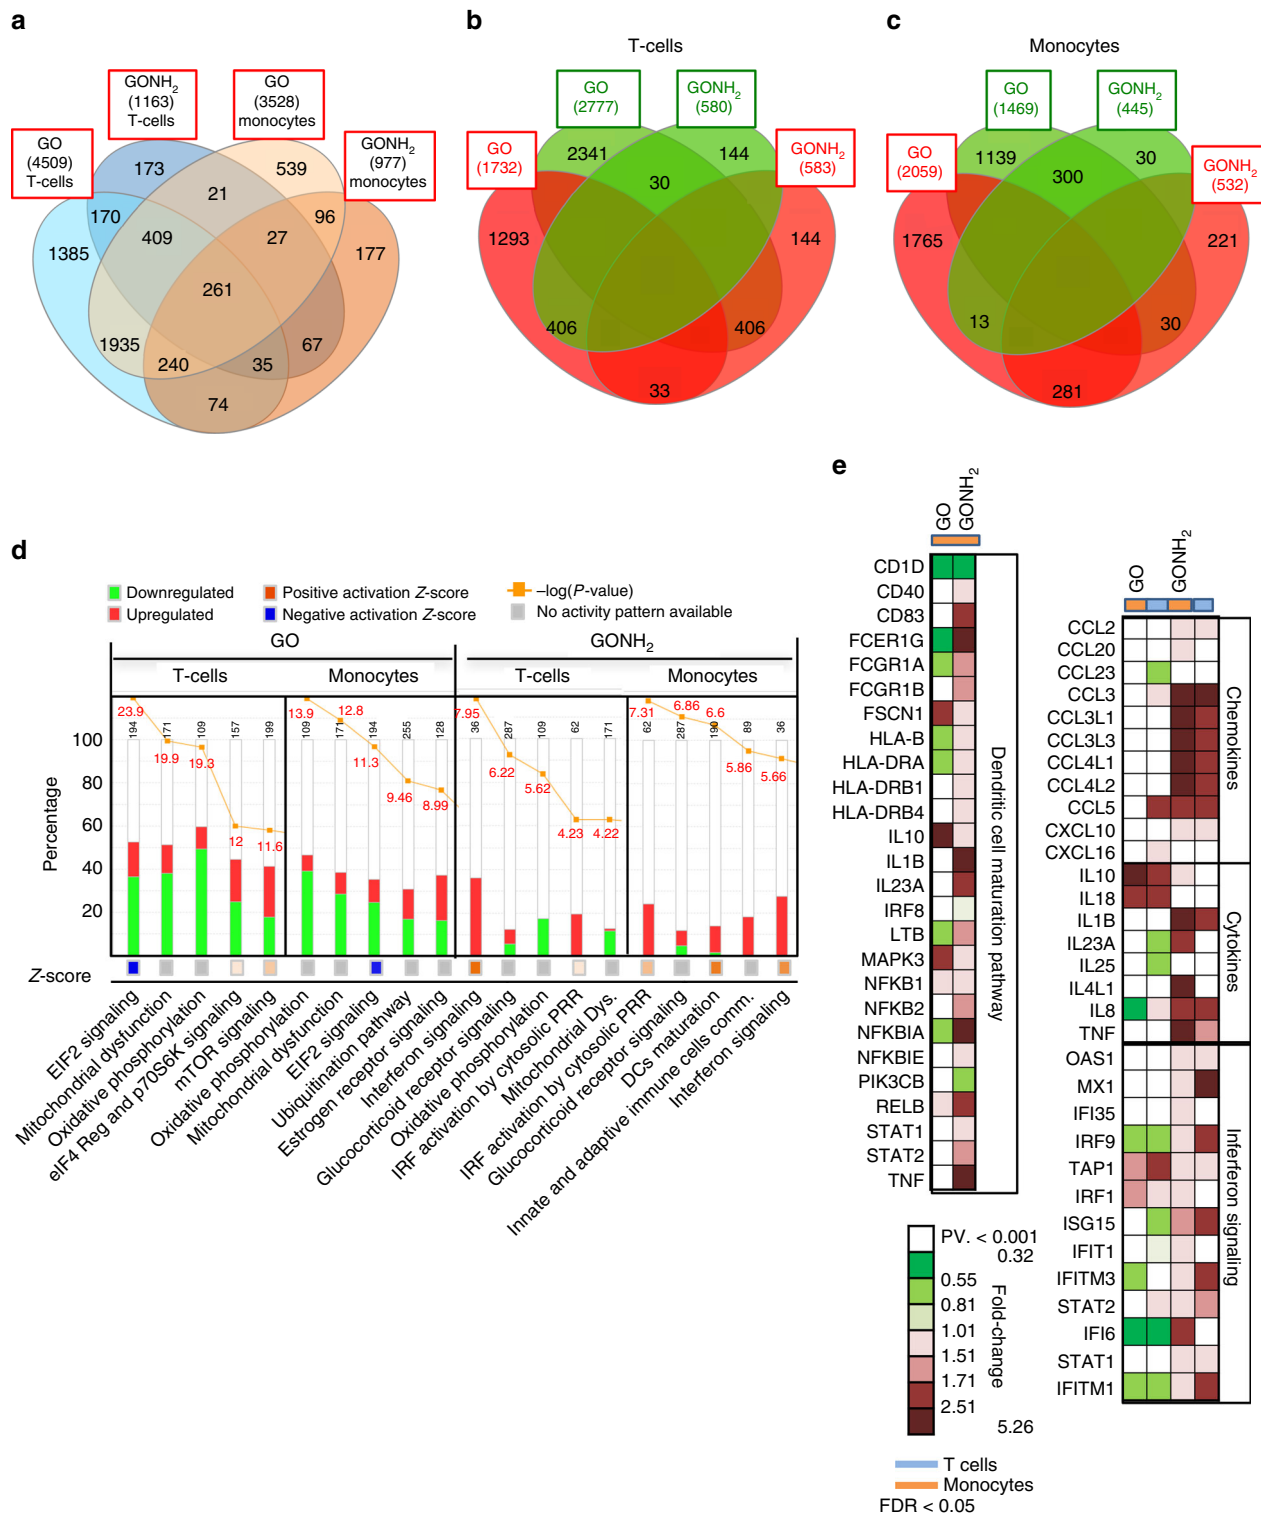 a
GONH2
(1163)
T-cells
GO
(3528)
monocytes
GO
(4509)
T-cells
GONH2
(977)
monocytes
173
539
21
170
96
409
27
1385
177
261
1935
240
35
67
74
b
T-cells
GO
(2777)
GONH2
(580)
GO
(1732)
GONH2
(583)
2341
144
30
1293
144
406
406
33
c
Monocytes
GO
(1469)
GONH2
(445)
GO
(2059)
GONH2
(532)
1139
30
300
1765
221
13
30
281
d
Downregulated
Upregulated
Positive activation Z-score
Negative activation Z-score
–log(P-value)
No activity pattern available
GO
GONH2
T-cells
Monocytes
T-cells
Monocytes
194
171
109
157
199
109
171
194
255
128
36
287
109
62
171
62
287
190
89
36
23.9
19.9
19.3
12
11.6
13.9
12.8
11.3
9.46
8.99
7.95
6.22
5.62
4.23
4.22
7.31
6.86
6.6
5.86
5.66
Percentage
100
80
60
40
20
Z-score
EIF2 signaling
Mitochondrial dysfunction
Oxidative phosphorylation
eIF4 Reg and p70S6K signaling
mTOR signaling
Oxidative phosphorylation
Mitochondrial dysfunction
EIF2 signaling
Ubiquitination pathway
Estrogen receptor signaling
Interferon signaling
Glucocorticoid receptor signaling
Oxidative phosphorylation
IRF activation by cytosolic PRR
Mitochondrial Dys.
IRF activation by cytosolic PRR
Glucocorticoid receptor signaling
DCs maturation
Innate and adaptive immune cells comm.
Interferon signaling
e
GO
GONH2
CD1D
CD40
CD83
FCER1G
FCGR1A
FCGR1B
FSCN1
HLA-B
HLA-DRA
HLA-DRB1
HLA-DRB4
IL10
IL1B
IL23A
IRF8
LTB
MAPK3
NFKB1
NFKB2
NFKBIA
NFKBIE
PIK3CB
RELB
STAT1
STAT2
TNF
Dendritic cell maturation pathway
GO
GONH2
CCL2
CCL20
CCL23
CCL3
CCL3L1
CCL3L3
CCL4L1
CCL4L2
CCL5
CXCL10
CXCL16
Chemokines
IL10
IL18
IL1B
IL23A
IL25
IL4L1
IL8
TNF
Cytokines
OAS1
MX1
IFI35
IRF9
TAP1
IRF1
ISG15
IFIT1
IFITM3
STAT2
IFI6
STAT1
IFITM1
Inferferon signaling
PV. < 0.001
0.32
0.55
0.81
1.01
1.51
1.71
2.51
5.26
Fold-change
T cells
Monocytes
FDR < 0.05